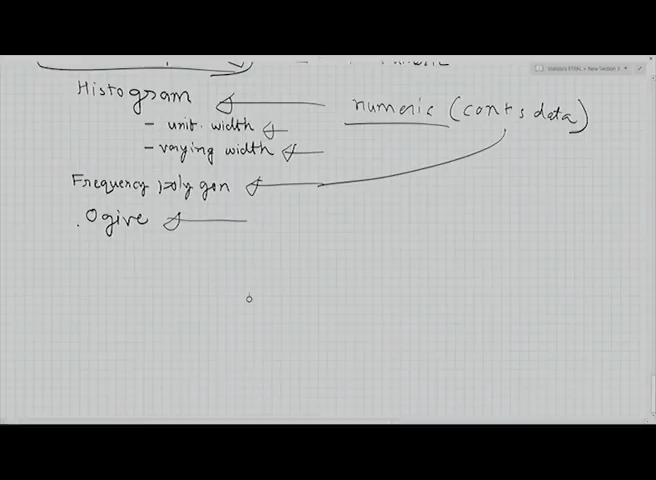 Histogram numeric (conts data)
- unit width
- varying width
Frequency polygon
Ogive